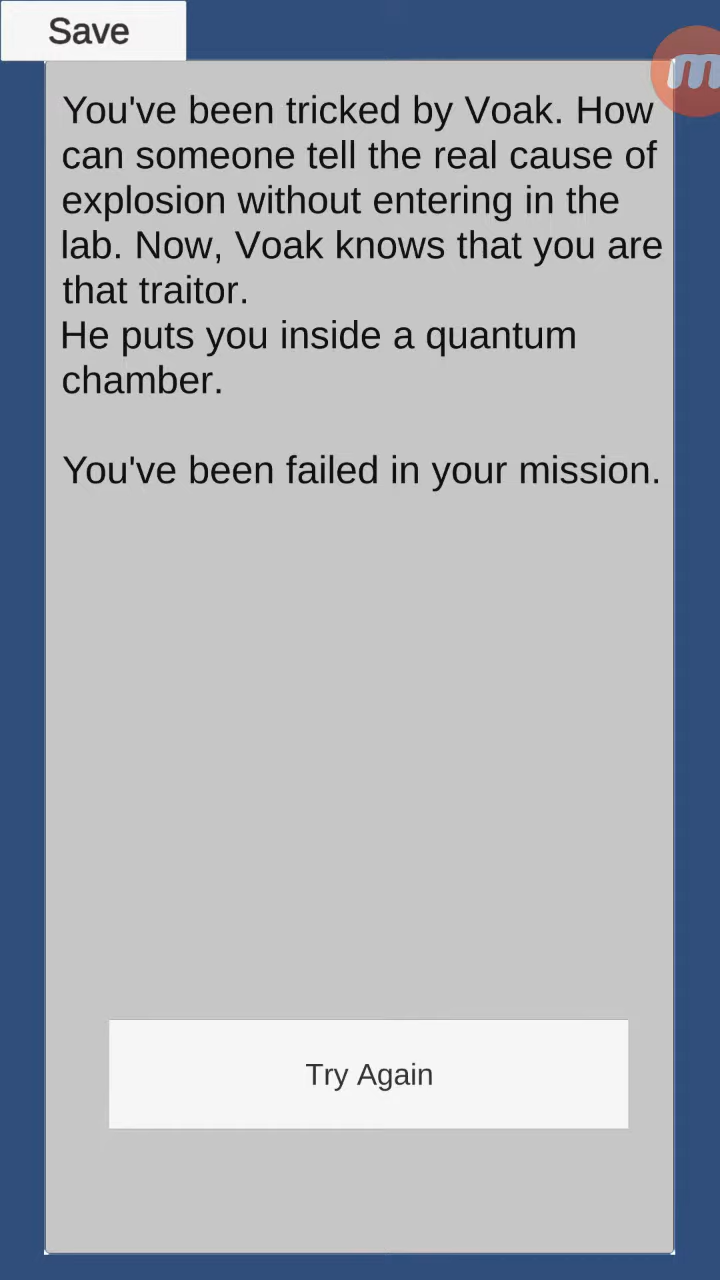 Save
You've been tricked by Voak. How
can someone tell the real cause of
explosion without entering in the
lab. Now, Voak knows that you are
that traitor.
He puts you inside a quantum
chamber.
You've been failed in your mission.
Try Again